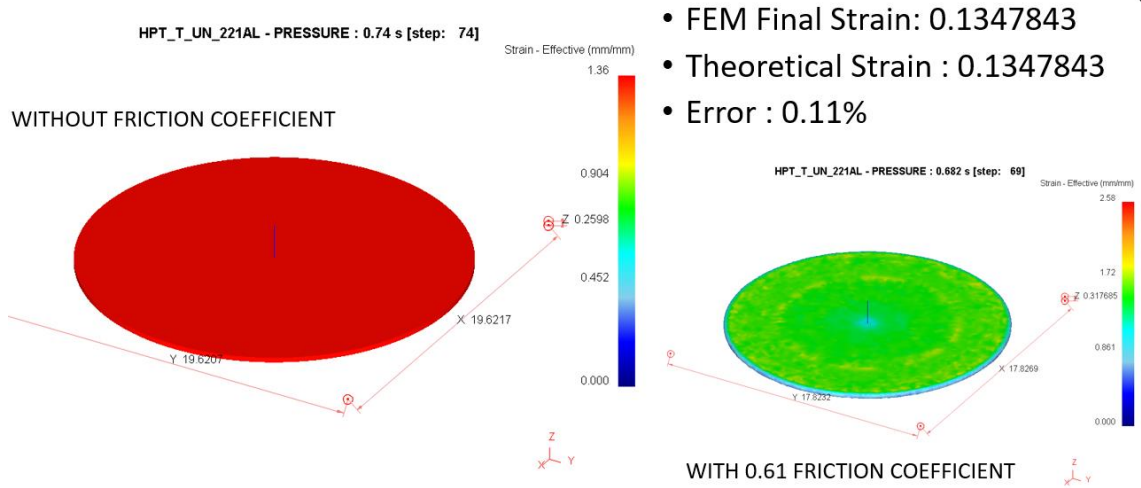 HPT_T_UN_221AL - PRESSURE : 0.74 s [step: 74]
Strain - Effective (mm/mm)
1.36
WITHOUT FRICTION COEFFICIENT
0.904
Z 0.2598
0.452
X 19.6217
Y 19.6207
0.000
Z
X Y
• FEM Final Strain: 0.1347843
• Theoretical Strain : 0.1347843
• Error : 0.11%
HPT_T_UN_221AL - PRESSURE : 0.682 s [step: 69]
Strain - Effective (mm/mm)
2.58
1.72
Z 0.317685
0.861
X 17.8269
Y 17.8232
0.000
WITH 0.61 FRICTION COEFFICIENT
Z
X Y